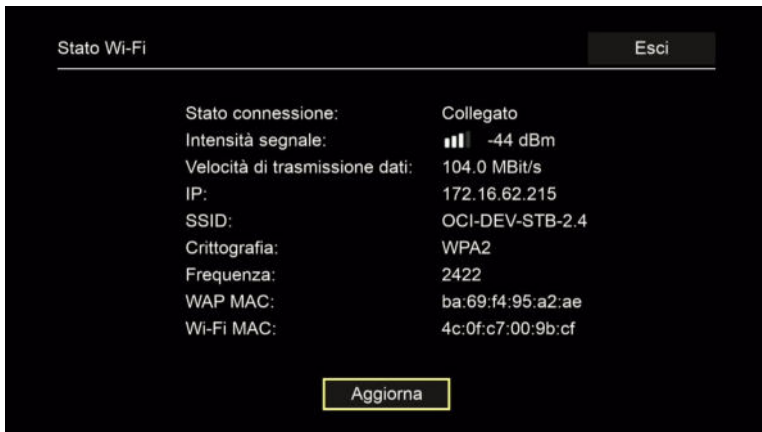 Stato Wi-Fi Esci
Stato connessione: Collegato
Intensità segnale: -44 dBm
Velocità di trasmissione dati: 104.0 MBit/s
IP: 172.16.62.215
SSID: OCI-DEV-STB-2.4
Crittografia: WPA2
Frequenza: 2422
WAP MAC: ba:69:f4:95:a2:ae
Wi-Fi MAC: 4c:0f:c7:00:9b:cf
Aggiorna